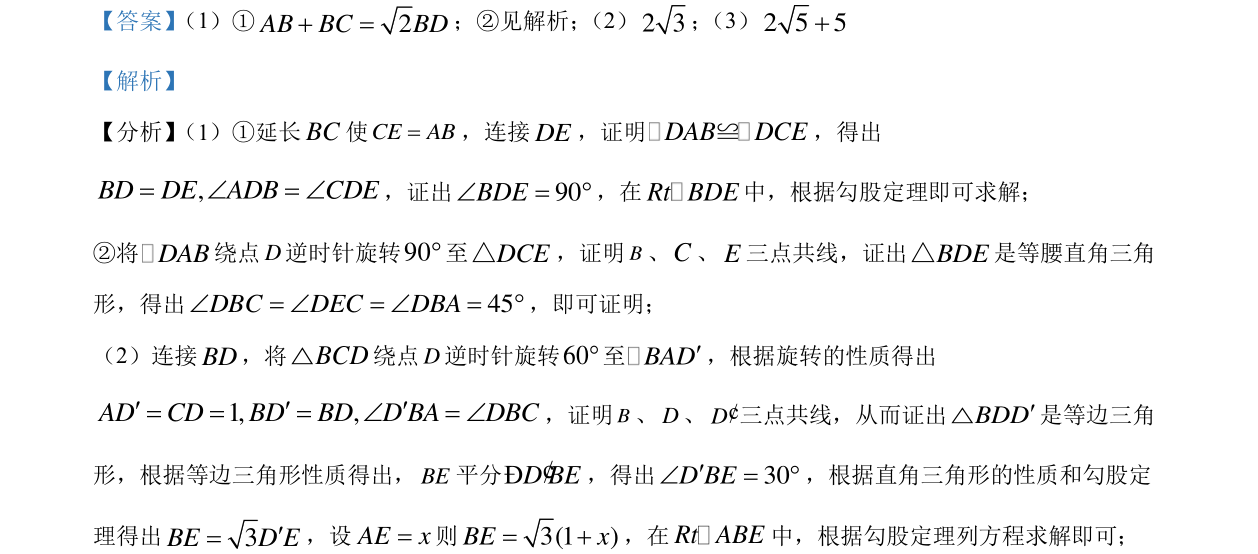 【答案】（1）①AB+BC=√2BD；②见解析；（2）2√3；（3）2√5+5
【解析】
【分析】（1）①延长BC使CE=AB，连接DE，证明□DAB≌□DCE，得出
BD=DE,∠ADB=∠CDE，证出∠BDE=90°，在Rt□BDE中，根据勾股定理即可求解；
②将□DAB绕点D逆时针旋转90°至△DCE，证明B、C、E三点共线，证出△BDE是等腰直角三角
形，得出∠DBC=∠DEC=∠DBA=45°，即可证明；
（2）连接BD，将△BCD绕点D逆时针旋转60°至□BAD′，根据旋转的性质得出
AD′=CD=1,BD′=BD,∠D′BA=∠DBC，证明B、D、D¢三点共线，从而证出△BDD′是等边三角
形，根据等边三角形性质得出，BE平分ÐD¢BE，得出∠D′BE=30°，根据直角三角形的性质和勾股定
理得出BE=√3D′E，设AE=x则BE=√3(1+x)，在Rt□ABE中，根据勾股定理列方程求解即可；